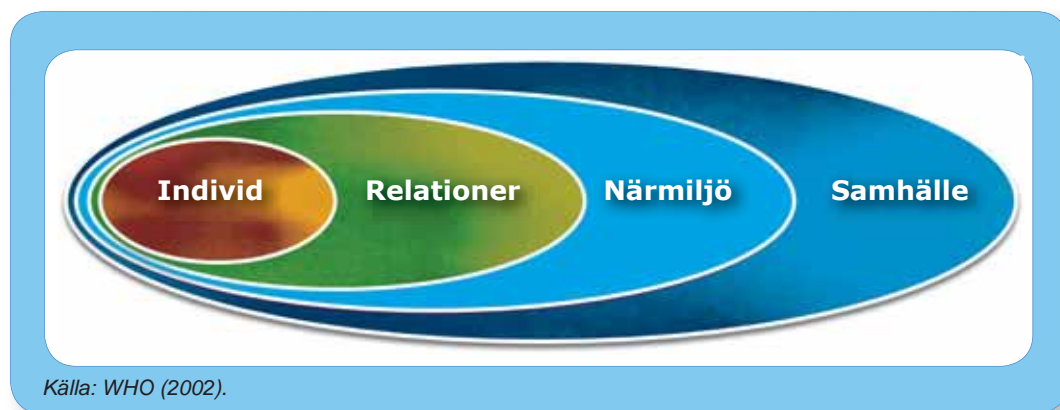 Individ Relationer Närmiljö Samhälle
Källa: WHO (2002).